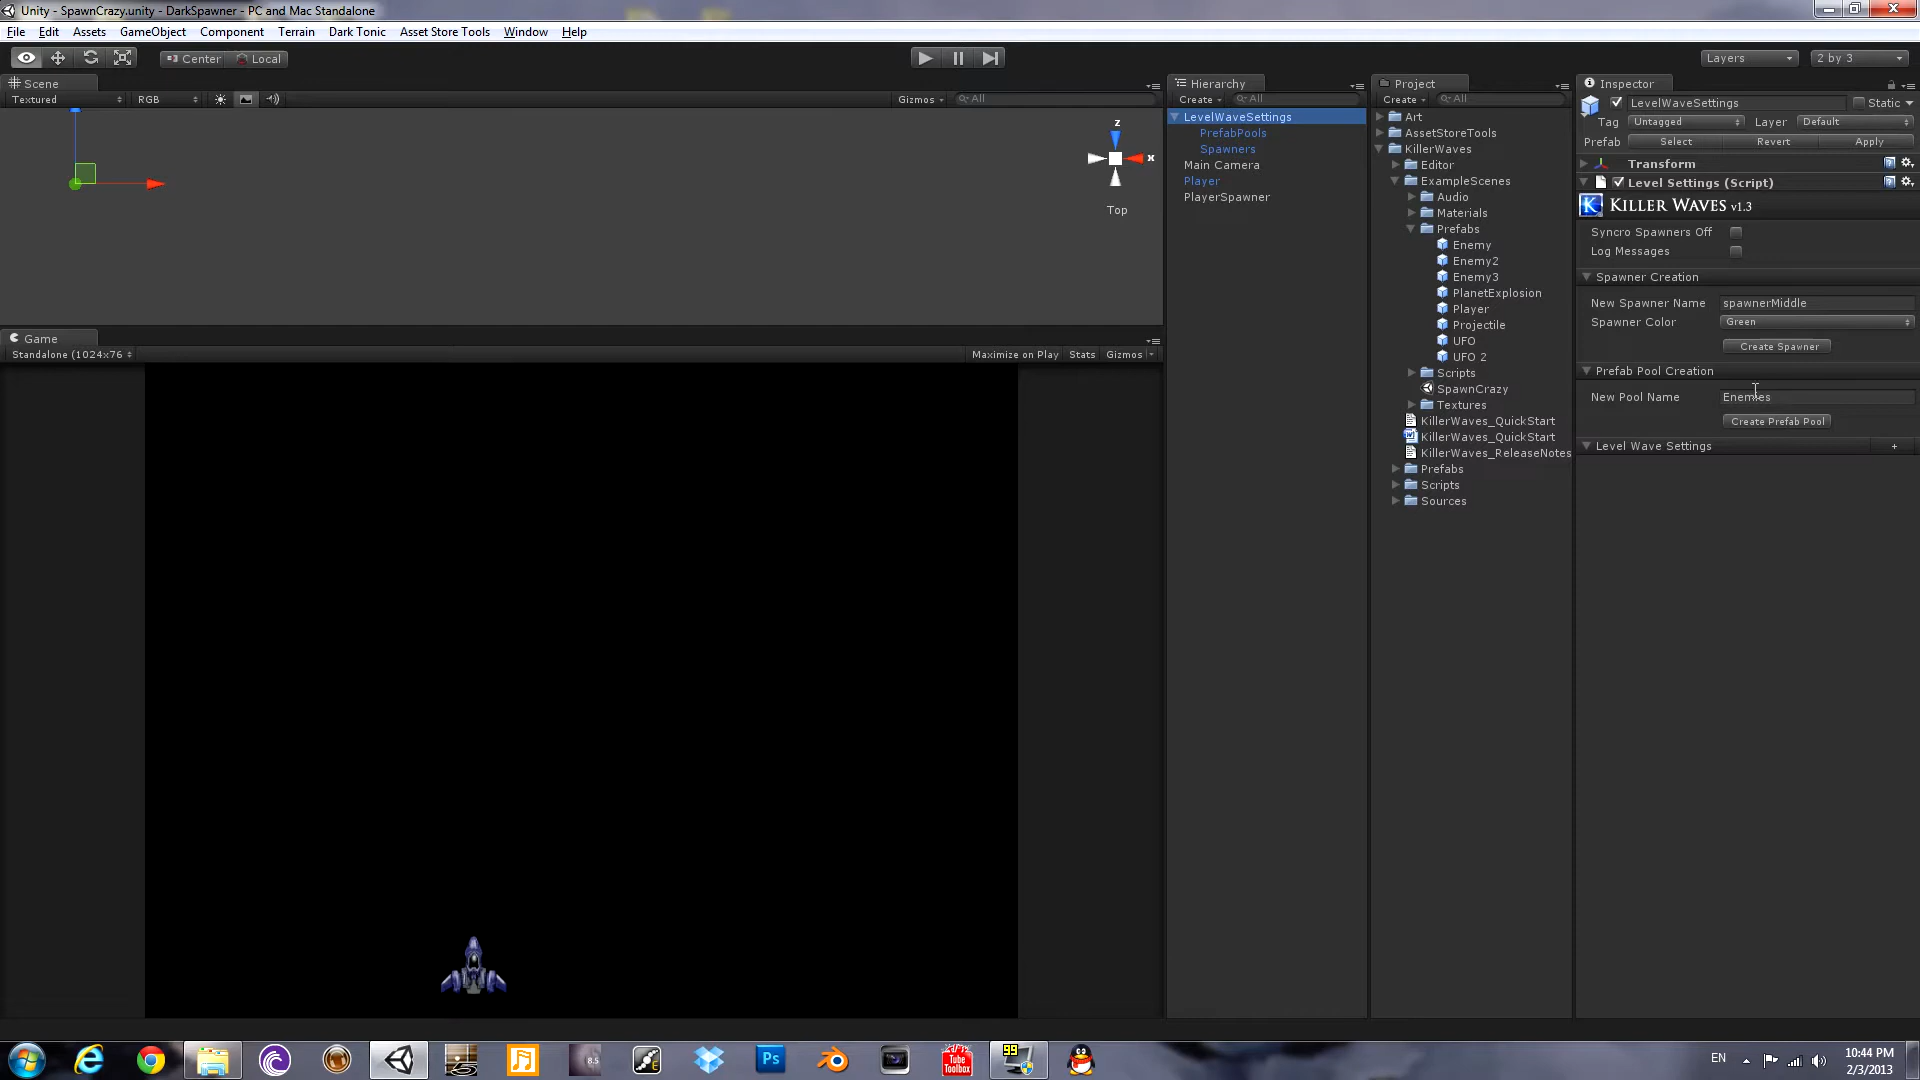 Unity - SpawnCrazy.unity - DarkSpawner - PC and Mac Standalone
File Edit Assets GameObject Component Terrain Dark Tonic Asset Store Tools Window Help
Center Local Layers 2 by 3
Scene
Textured RGB Gizmos All
z
x
Top
Game
Standalone (1024x76 Maximize on Play Stats Gizmos
Hierarchy
Create All
LevelWaveSettings
PrefabPools
Spawners
Main Camera
Player
PlayerSpawner
Project
Create All
Art
AssetStoreTools
KillerWaves
Editor
ExampleScenes
Audio
Materials
Prefabs
Enemy
Enemy2
Enemy3
PlanetExplosion
Player
Projectile
UFO
UFO 2
Scripts
SpawnCrazy
Textures
KillerWaves_QuickStart
KillerWaves_QuickStart
KillerWaves_ReleaseNotes
Prefabs
Scripts
Sources
Inspector
LevelWaveSettings Static
Tag Untagged Layer Default
Prefab Select Revert Apply
Transform
Level Settings (Script)
K KILLER WAVES v1.3
Syncro Spawners Off
Log Messages
Spawner Creation
New Spawner Name spawnerMiddle
Spawner Color Green
Create Spawner
Prefab Pool Creation
New Pool Name Enemies
Create Prefab Pool
Level Wave Settings +
8.5
Ps
99
Tube Toolbox
EN
10:44 PM
2/3/2013